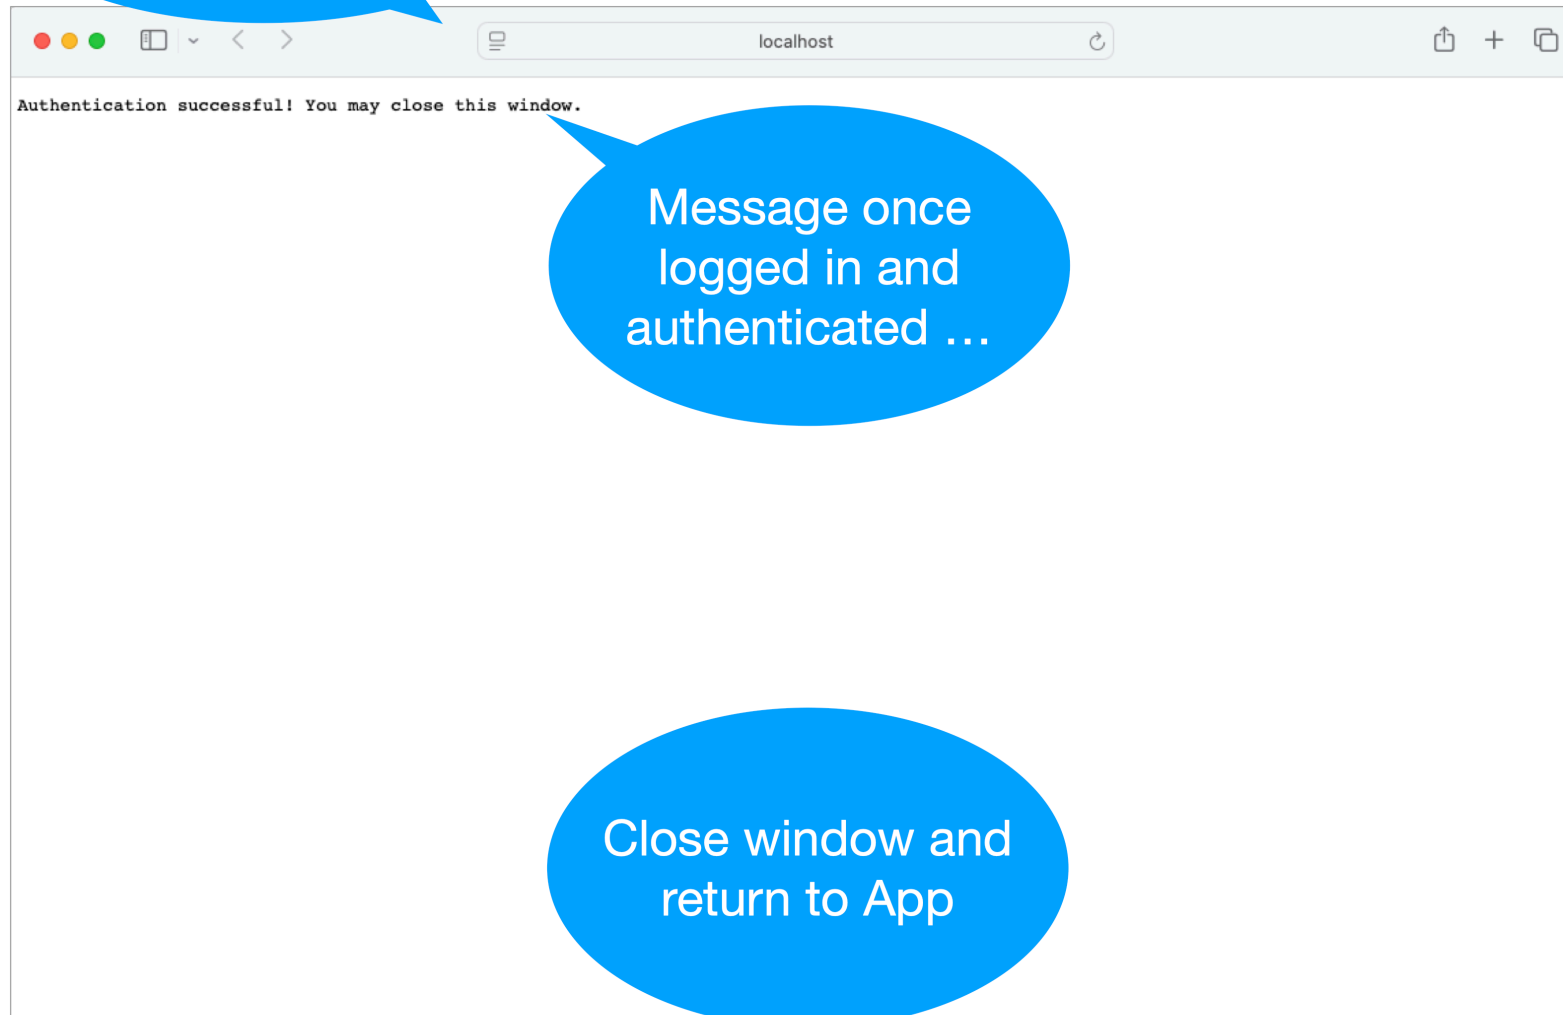 localhost
Authentication successful! You may close this window.
Message once
logged in and
authenticated …
Close window and
return to App